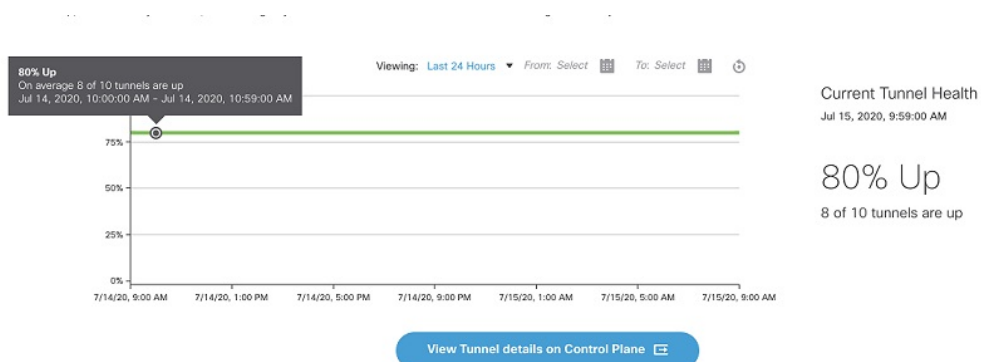 Viewing: Last 24 Hours From: Select To: Select
80% Up
On average 8 of 10 tunnels are up
Jul 14, 2020, 10:00:00 AM - Jul 14, 2020, 10:59:00 AM
75%
50%
25%
0%
7/14/20, 9:00 AM 7/14/20, 1:00 PM 7/14/20, 5:00 PM 7/14/20, 9:00 PM 7/15/20, 1:00 AM 7/15/20, 5:00 AM 7/15/20, 9:00 AM
Current Tunnel Health
Jul 15, 2020, 9:59:00 AM
80% Up
8 of 10 tunnels are up
View Tunnel details on Control Plane